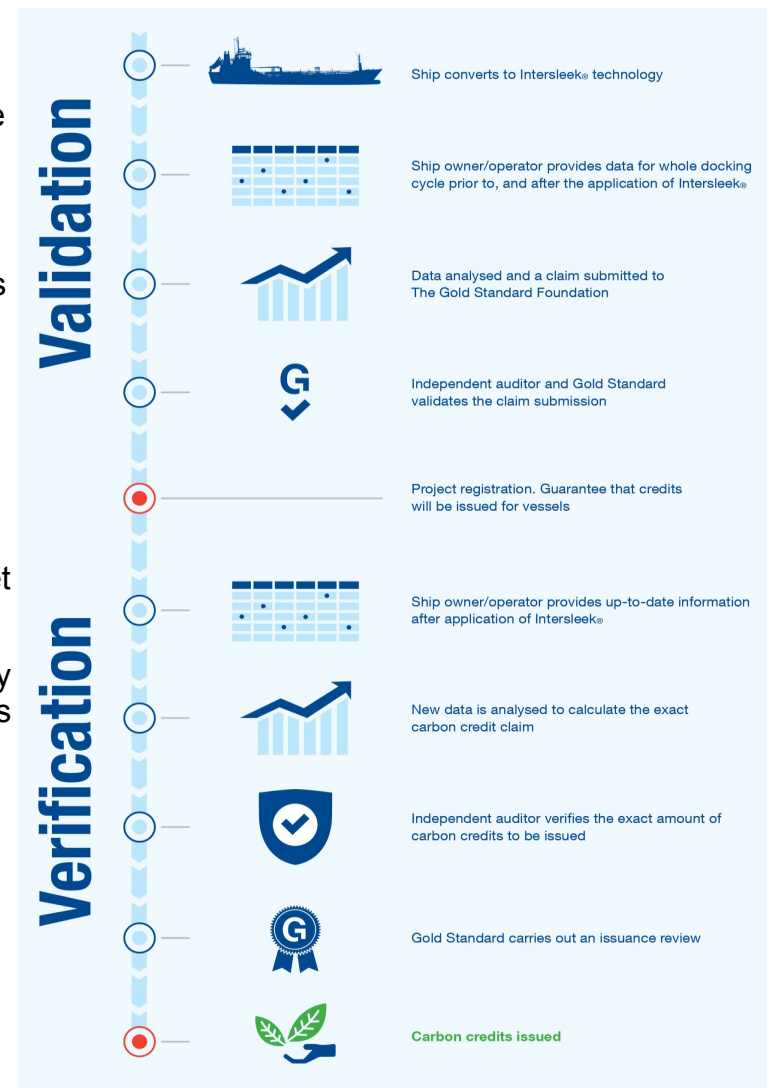 Validation
Ship converts to Intersleek® technology
Ship owner/operator provides data for whole docking
cycle prior to, and after the application of Intersleek®
Data analysed and a claim submitted to
The Gold Standard Foundation
G
Independent auditor and Gold Standard
validates the claim submission
Project registration. Guarantee that credits
will be issued for vessels
Verification
Ship owner/operator provides up-to-date information
after application of Intersleek®
New data is analysed to calculate the exact
carbon credit claim
Independent auditor verifies the exact amount of
carbon credits to be issued
G
Gold Standard carries out an issuance review
Carbon credits issued